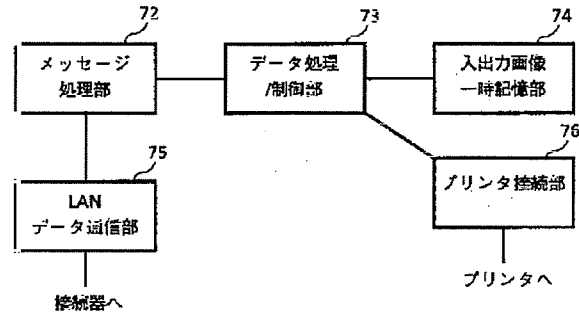 72
73
74
メッセージ
処理部
データ処理
/制御部
入出力画像
一時記憶部
75
76
LAN
データ通信部
プリンタ接続部
接続器へ
プリンタへ